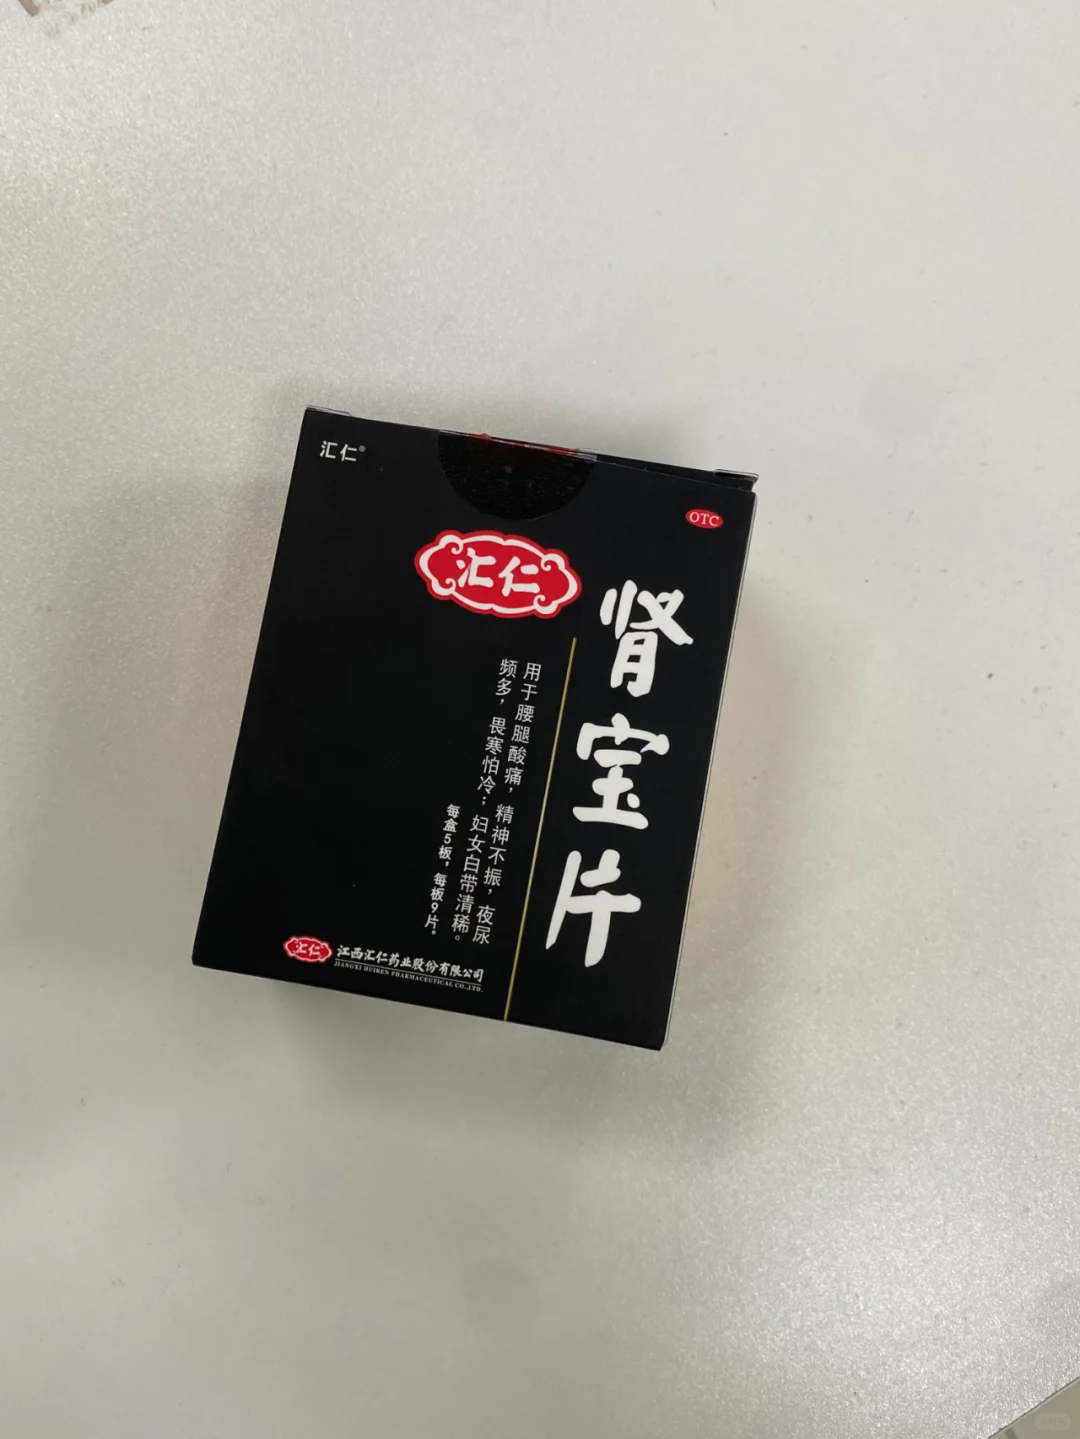 汇仁®
OTC
汇仁
肾宝片
用于腰腿酸痛，精神不振，夜尿
频多，畏寒怕冷；妇女白带清稀。
每盒5板，每板9片。
汇仁
江西汇仁药业股份有限公司
JIANGXI HUIREN PHARMACEUTICAL CO.,LTD.